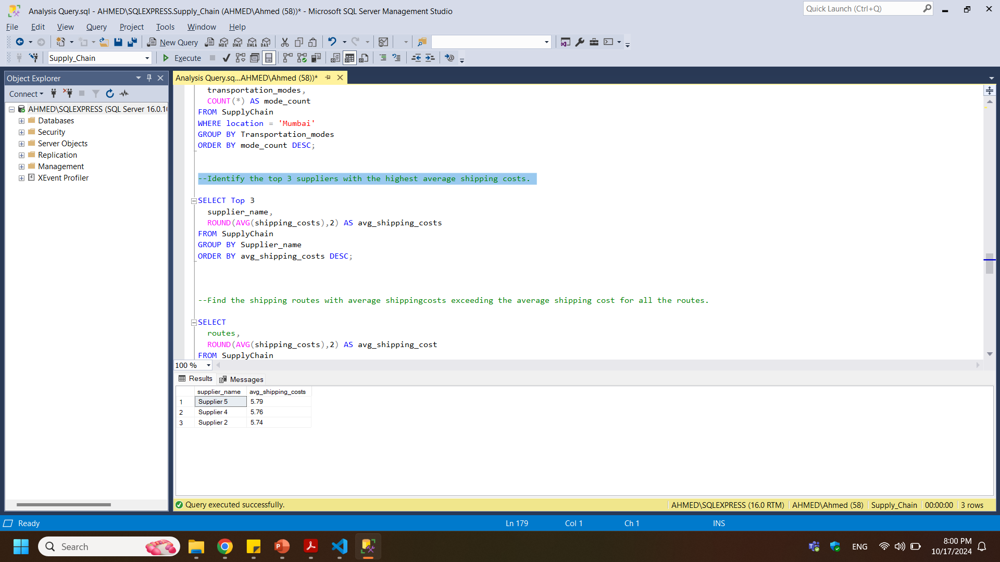 Analysis Query.sql - AHMED\SQLEXPRESS.Supply_Chain (AHMED\Ahmed (58))* - Microsoft SQL Server Management Studio
Quick Launch (Ctrl+Q)
File Edit View Query Project Tools Window Help
New Query MDX DMX XMLA DAX
Supply_Chain Execute
Object Explorer
Connect
AHMED\SQLEXPRESS (SQL Server 16.0.10
Databases
Security
Server Objects
Replication
Management
XEvent Profiler
Analysis Query.sq...AHMED\Ahmed (58))*
transportation_modes,
COUNT(*) AS mode_count
FROM SupplyChain
WHERE location = 'Mumbai'
GROUP BY Transportation_modes
ORDER BY mode_count DESC;
--Identify the top 3 suppliers with the highest average shipping costs.
SELECT Top 3
supplier_name,
ROUND(AVG(shipping_costs),2) AS avg_shipping_costs
FROM SupplyChain
GROUP BY Supplier_name
ORDER BY avg_shipping_costs DESC;
--Find the shipping routes with average shippingcosts exceeding the average shipping cost for all the routes.
SELECT
routes,
ROUND(AVG(shipping_costs),2) AS avg_shipping_cost
FROM SupplyChain
100 %
Results Messages
supplier_name avg_shipping_costs
1 Supplier 5 5.79
2 Supplier 4 5.76
3 Supplier 2 5.74
Query executed successfully. AHMED\SQLEXPRESS (16.0 RTM) AHMED\Ahmed (58) Supply_Chain 00:00:00 3 rows
Ready Ln 179 Col 1 Ch 1 INS
Search
ENG
8:00 PM
10/17/2024